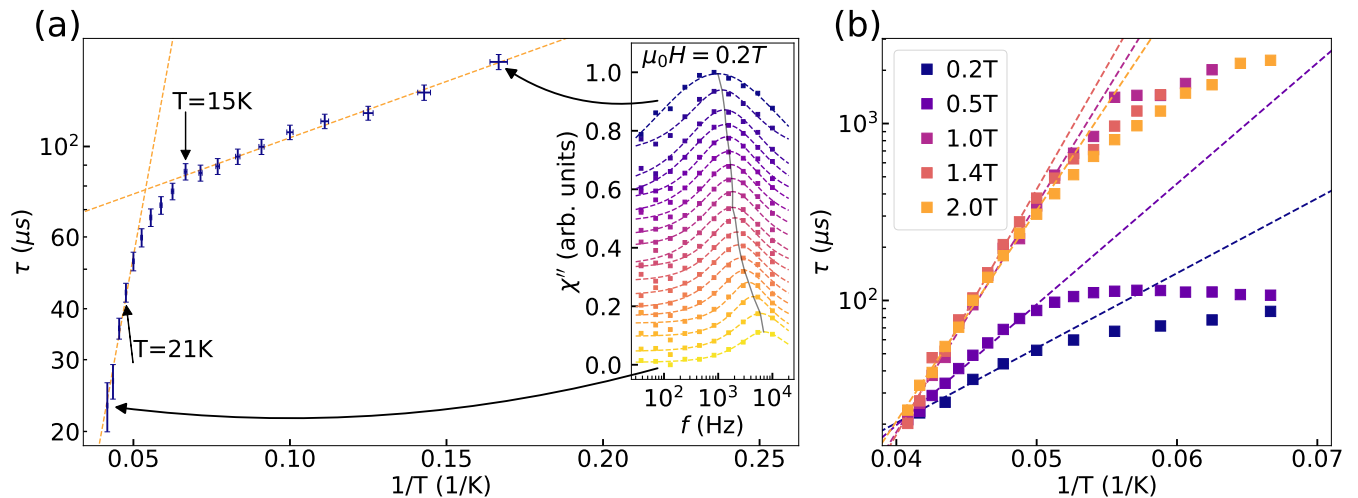 (a)
μ₀H = 0.2T
T=15K
T=21K
τ (μs)
10²
60
40
30
20
0.05
0.10
0.15
0.20
0.25
1/T (1/K)
χ″ (arb. units)
1.0
0.8
0.6
0.4
0.2
0.0
10²
10³
10⁴
f (Hz)
(b)
0.2T
0.5T
1.0T
1.4T
2.0T
τ (μs)
10³
10²
0.04
0.05
0.06
0.07
1/T (1/K)